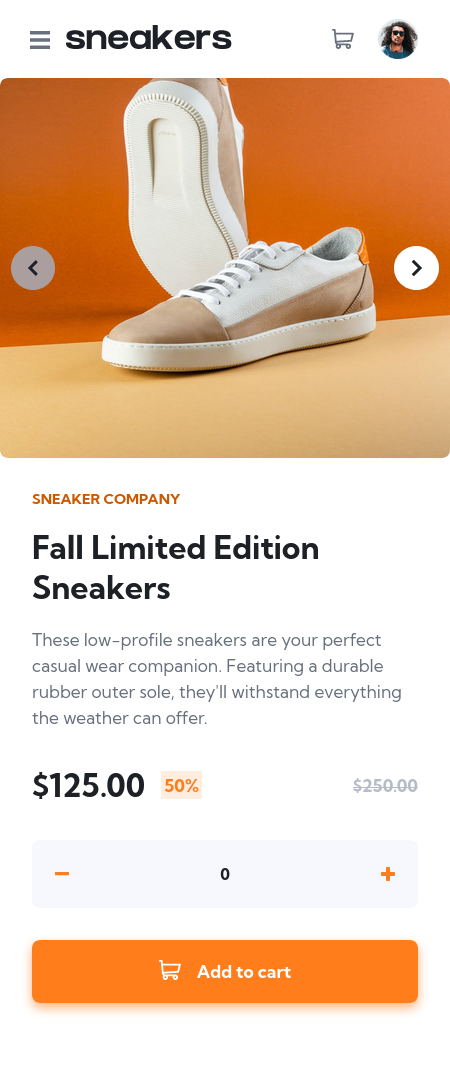 sneakers
SNEAKER COMPANY
Fall Limited Edition
Sneakers
These low-profile sneakers are your perfect
casual wear companion. Featuring a durable
rubber outer sole, they'll withstand everything
the weather can offer.
$125.00 50% $250.00
0
Add to cart